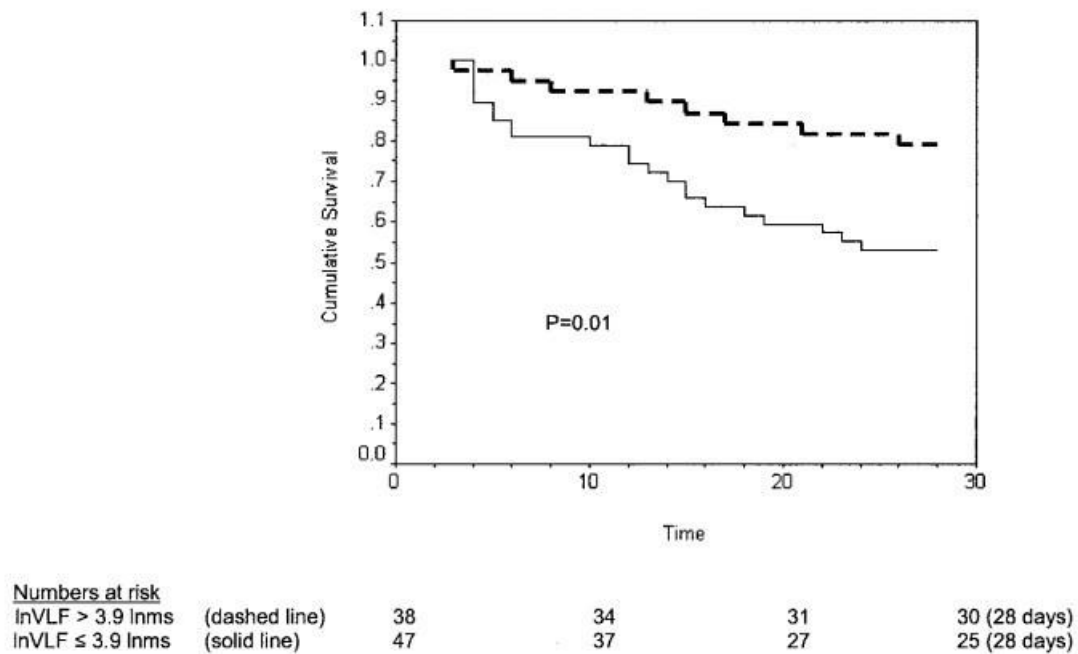 1.1
1.0
.9
.8
.7
.6
.5
.4
.3
.2
.1
0.0
Cumulative Survival
P=0.01
0 10 20 30
Time
Numbers at risk
lnVLF > 3.9 lnms (dashed line) 38 34 31 30 (28 days)
lnVLF ≤ 3.9 lnms (solid line) 47 37 27 25 (28 days)